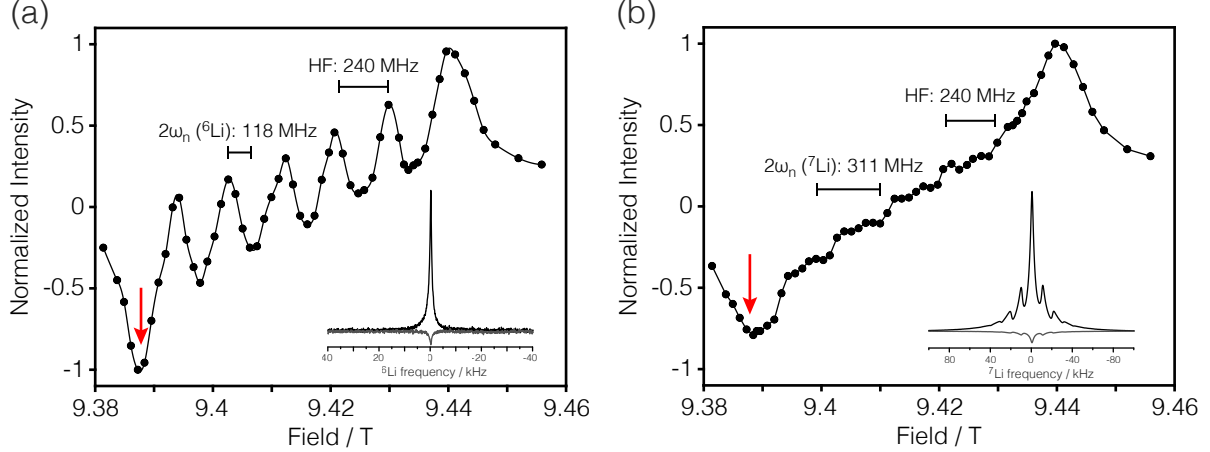 (a)
Normalized Intensity
1
0.5
0
-0.5
-1
HF: 240 MHz
2ωn (⁶Li): 118 MHz
40 20 0 -20 -40
⁶Li frequency / kHz
9.38 9.4 9.42 9.44 9.46
Field / T
(b)
Normalized Intensity
1
0.5
0
-0.5
-1
HF: 240 MHz
2ωn (⁷Li): 311 MHz
80 40 0 -40 -80
⁷Li frequency / kHz
9.38 9.4 9.42 9.44 9.46
Field / T